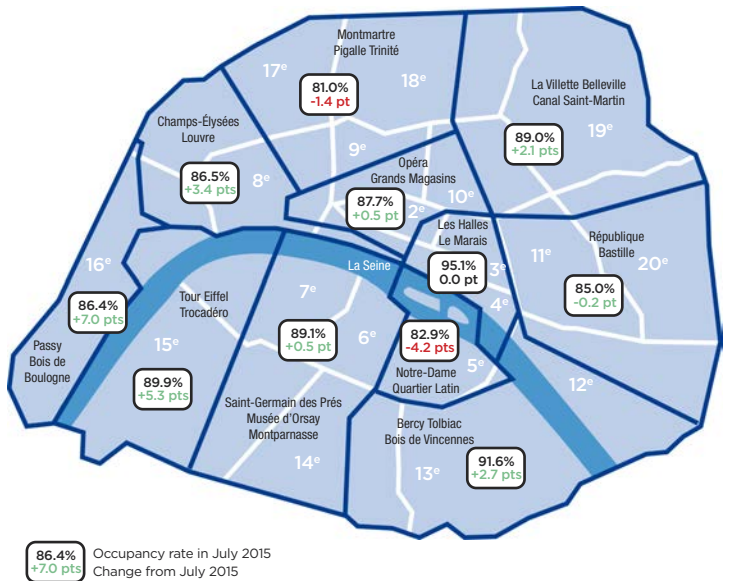 Montmartre
Pigalle Trinité
17e
18e
81.0%
-1.4 pt
La Villette Belleville
Canal Saint-Martin
19e
89.0%
+2.1 pts
Champs-Élysées
Louvre
86.5%
+3.4 pts
8e
9e
Opéra
Grands Magasins
10e
87.7%
+0.5 pt
2e
Les Halles
Le Marais
3e
95.1%
0.0 pt
4e
11e
République
Bastille
20e
85.0%
-0.2 pt
16e
86.4%
+7.0 pts
Passy
Bois de
Boulogne
La Seine
Tour Eiffel
Trocadéro
15e
89.9%
+5.3 pts
7e
89.1%
+0.5 pt
6e
Saint-Germain des Prés
Musée d'Orsay
Montparnasse
14e
82.9%
-4.2 pts
5e
Notre-Dame
Quartier Latin
12e
Bercy Tolbiac
Bois de Vincennes
13e
91.6%
+2.7 pts
86.4%
+7.0 pts
Occupancy rate in July 2015
Change from July 2015